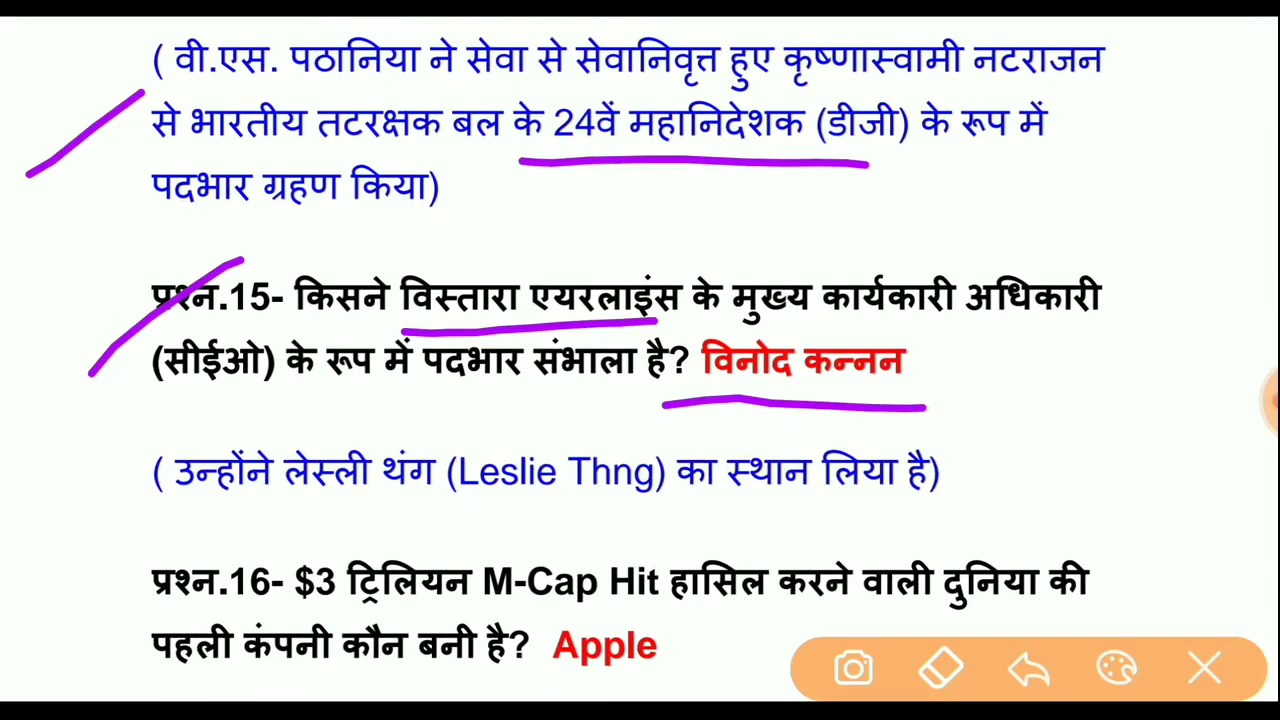 ( वी.एस. पठानिया ने सेवा से सेवानिवृत्त हुए कृष्णास्वामी नटराजन
से भारतीय तटरक्षक बल के 24वें महानिदेशक (डीजी) के रूप में
पदभार ग्रहण किया)
प्रश्न.15- किसने विस्तारा एयरलाइंस के मुख्य कार्यकारी अधिकारी
(सीईओ) के रूप में पदभार संभाला है? विनोद कन्नन
( उन्होंने लेस्ली थंग (Leslie Thng) का स्थान लिया है)
प्रश्न.16- $3 ट्रिलियन M-Cap Hit हासिल करने वाली दुनिया की
पहली कंपनी कौन बनी है? Apple